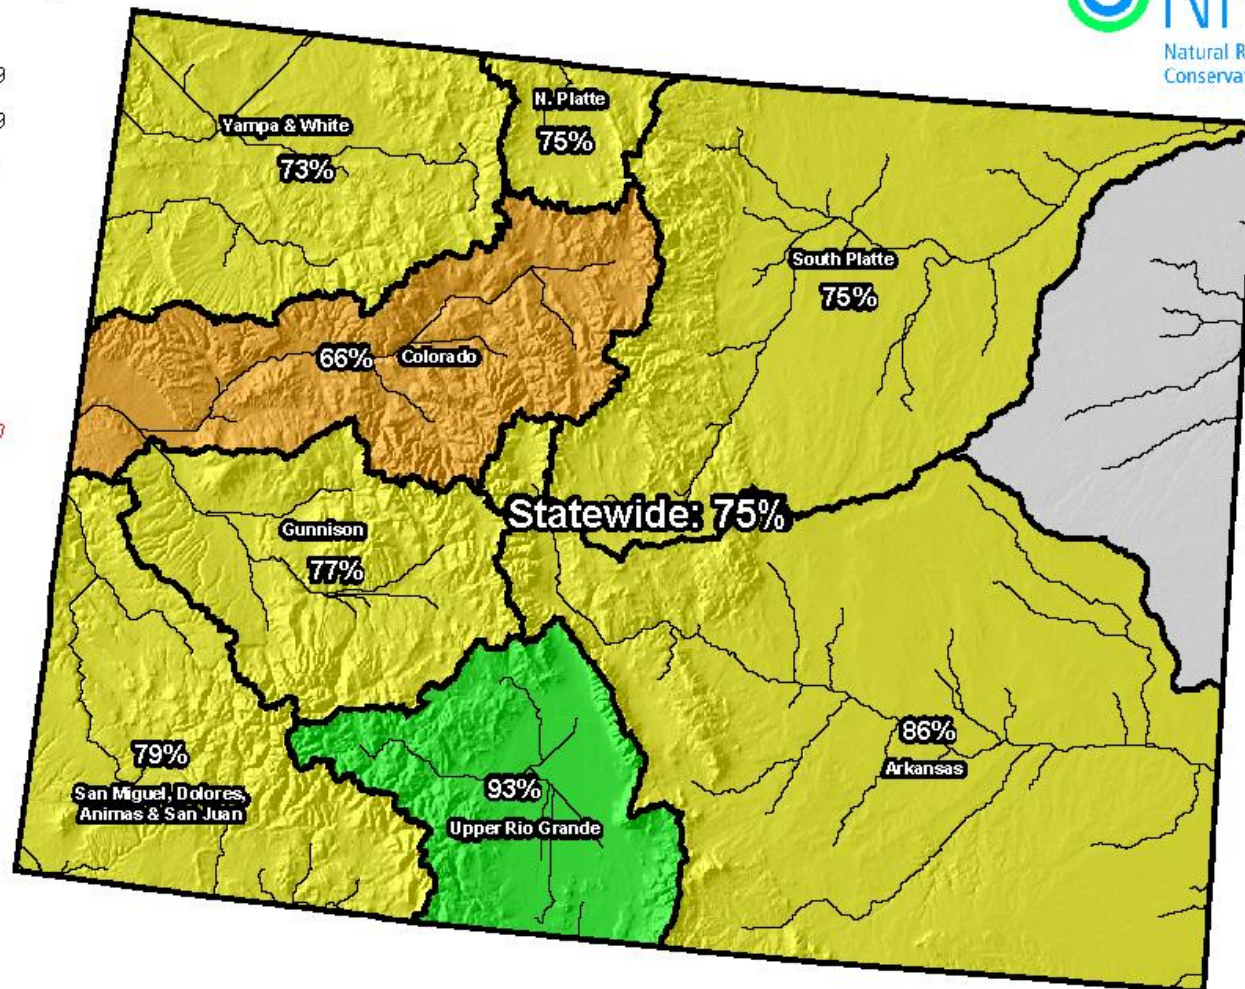 Natural R
Conserva
N. Platte
75%
Yampa & White
73%
South Platte
75%
66% Colorado
Statewide: 75%
Gunnison
77%
86%
Arkansas
79%
San Miguel, Dolores,
Animas & San Juan
93%
Upper Rio Grande